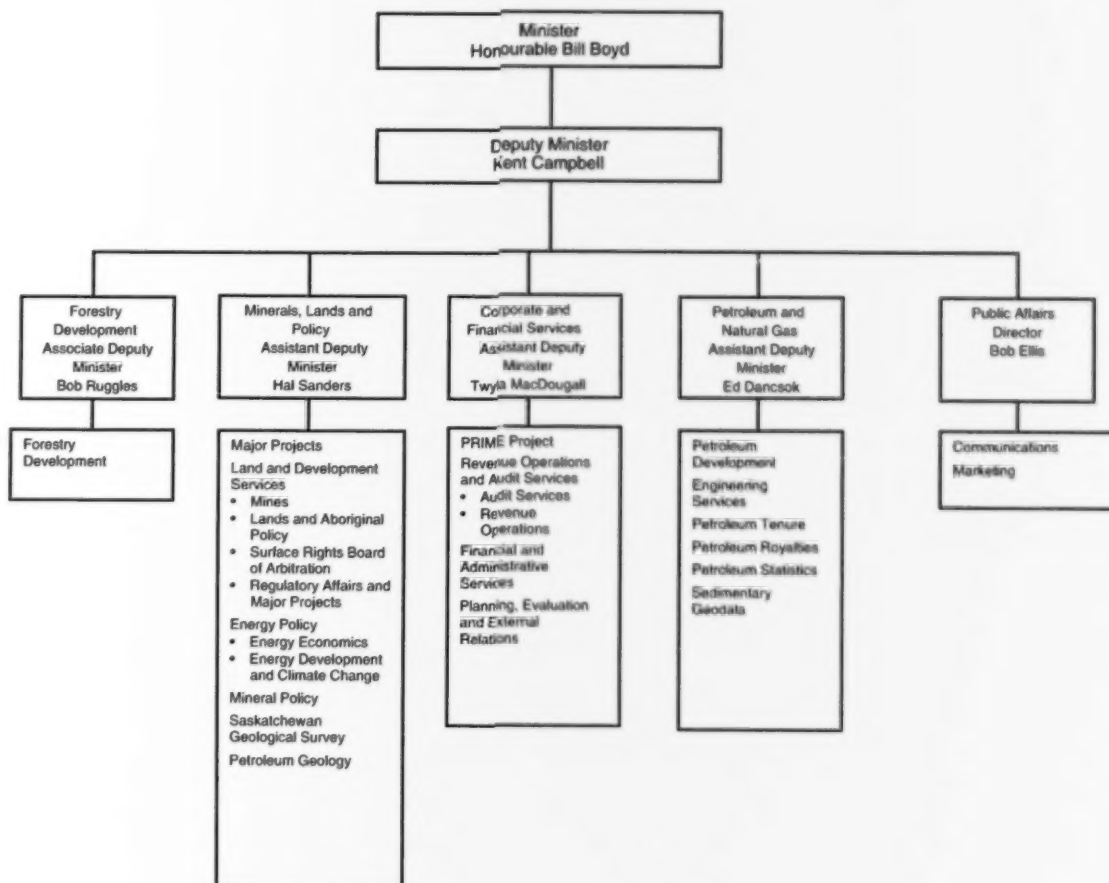 Minister
Honourable Bill Boyd
Deputy Minister
Kent Campbell
Forestry
Development
Associate Deputy
Minister
Bob Ruggles
Minerals, Lands and
Policy
Assistant Deputy
Minister
Hal Sanders
Corporate and
Financial Services
Assistant Deputy
Minister
Twyla MacDougall
Petroleum and
Natural Gas
Assistant Deputy
Minister
Ed Dancsok
Public Affairs
Director
Bob Ellis
Forestry
Development
Major Projects
Land and Development
Services
• Mines
• Lands and Aboriginal
Policy
• Surface Rights Board
of Arbitration
• Regulatory Affairs and
Major Projects
Energy Policy
• Energy Economics
• Energy Development
and Climate Change
Mineral Policy
Saskatchewan
Geological Survey
Petroleum Geology
PRIME Project
Revenue Operations
and Audit Services
• Audit Services
• Revenue
Operations
Financial and
Administrative
Services
Planning, Evaluation
and External
Relations
Petroleum
Development
Engineering
Services
Petroleum Tenure
Petroleum Royalties
Petroleum Statistics
Sedimentary
Geodata
Communications
Marketing